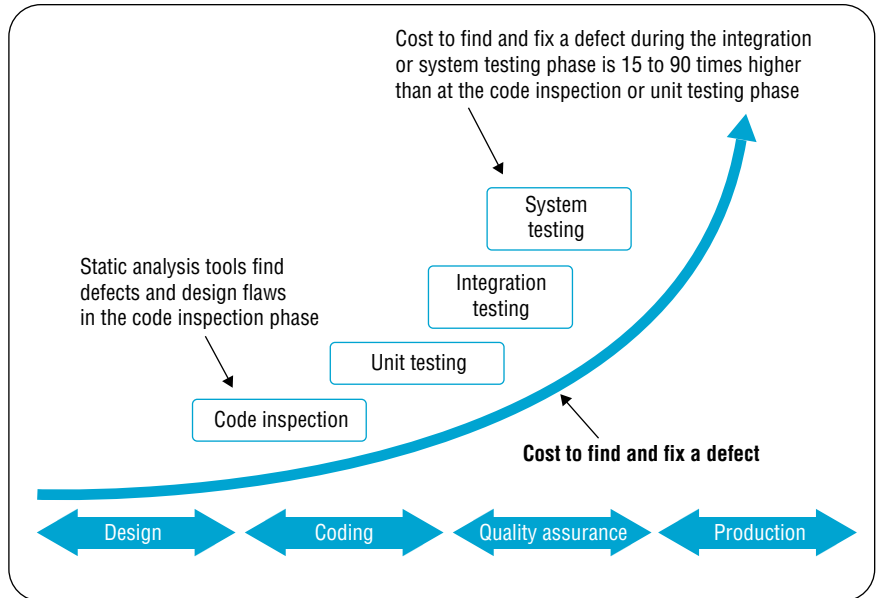 Cost to find and fix a defect during the integration
or system testing phase is 15 to 90 times higher
than at the code inspection or unit testing phase
System
testing
Static analysis tools find
defects and design flaws
in the code inspection phase
Integration
testing
Unit testing
Code inspection
Cost to find and fix a defect
Design
Coding
Quality assurance
Production